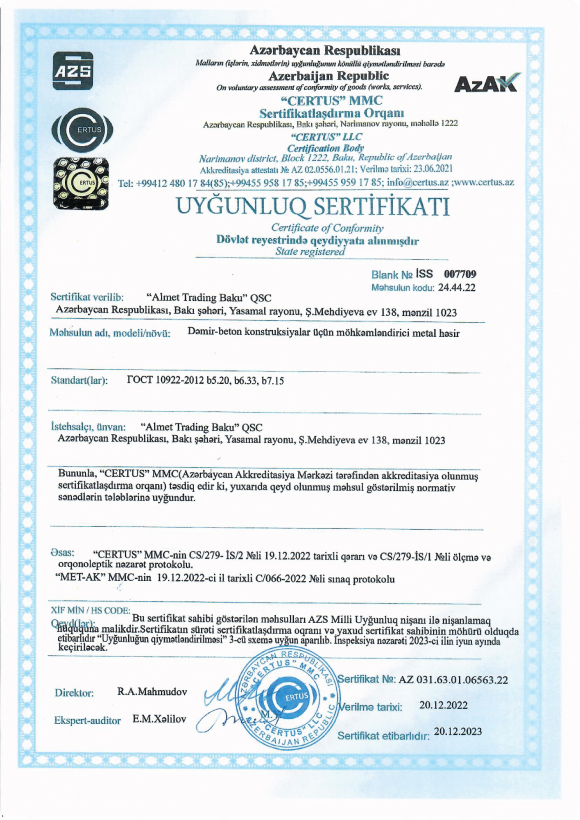 Azərbaycan Respublikası
Malların (işlərin, xidmətlərin) uyğunluğunun könüllü qiymətləndirilməsi barədə
Azerbaijan Republic
On voluntary assessment of conformity of goods (works, services).
AZS
AzAK
"CERTUS" MMC
Sertifikatlaşdırma Orqanı
Azərbaycan Respublikası, Bakı şəhəri, Nərimanov rayonu, məhəllə 1222
"CERTUS" LLC
CERTUS
Certification Body
Narimanov district, Block 1222, Baku, Republic of Azerbaijan
Akkreditasiya attestatı № AZ 02.0556.01.21; Verilmə tarixi: 23.06.2021
CERTUS
Tel: +99412 480 17 84(85);+99455 958 17 85;+99455 959 17 85; info@certus.az ;www.certus.az
UYĞUNLUQ SERTİFİKATI
Certificate of Conformity
Dövlət reyestrində qeydiyyata alınmışdır
State registered
Blank № İSS 007709
Məhsulun kodu: 24.44.22
Sertifikat verilib: "Almet Trading Baku" QSC
Azərbaycan Respublikası, Bakı şəhəri, Yasamal rayonu, Ş.Mehdiyeva ev 138, mənzil 1023
Məhsulun adı, modeli/növü: Dəmir-beton konstruksiyalar üçün möhkəmləndirici metal həsir
Standart(lar): ГОСТ 10922-2012 b5.20, b6.33, b7.15
İstehsalçı, ünvan: "Almet Trading Baku" QSC
Azərbaycan Respublikası, Bakı şəhəri, Yasamal rayonu, Ş.Mehdiyeva ev 138, mənzil 1023
Bununla, "CERTUS" MMC(Azərbaycan Akkreditasiya Mərkəzi tərəfindən akkreditasiya olunmuş
sertifikatlaşdırma orqanı) təsdiq edir ki, yuxarıda qeyd olunmuş məhsul göstərilmiş normativ
sənədlərin tələblərinə uyğundur.
Əsas: "CERTUS" MMC-nin CS/279- İS/2 №li 19.12.2022 tarixli qərarı və CS/279-İS/1 №li ölçmə və
orqonoleptik nəzarət protokolu.
"MET-AK" MMC-nin 19.12.2022-ci il tarixli C/066-2022 №li sınaq protokolu
XİF MİN / HS CODE:
Qeyd(lər): Bu sertifikat sahibi göstərilən məhsulları AZS Milli Uyğunluq nişanı ilə nişanlamaq
hüququna malikdir.Sertifikatın surəti sertifikatlaşdırma oqranı və yaxud sertifikat sahibinin möhürü olduqda
etibarlıdır "Uyğunluğun qiymətləndirilməsi" 3-cü sxemə uyğun aparılıb. İnspeksiya nəzarəti 2023-ci ilin iyun ayında
keçiriləcək.
AZƏRBAYCAN RESPUBLİKASI
"CERTUS" MMC
CERTUS
"CERTUS" LLC
AZERBAIJAN REPUBLIC
Sertifikat №: AZ 031.63.01.06563.22
Direktor: R.A.Mahmudov
Verilmə tarixi: 20.12.2022
Ekspert-auditor E.M.Xəlilov
Sertifikat etibarlıdır: 20.12.2023